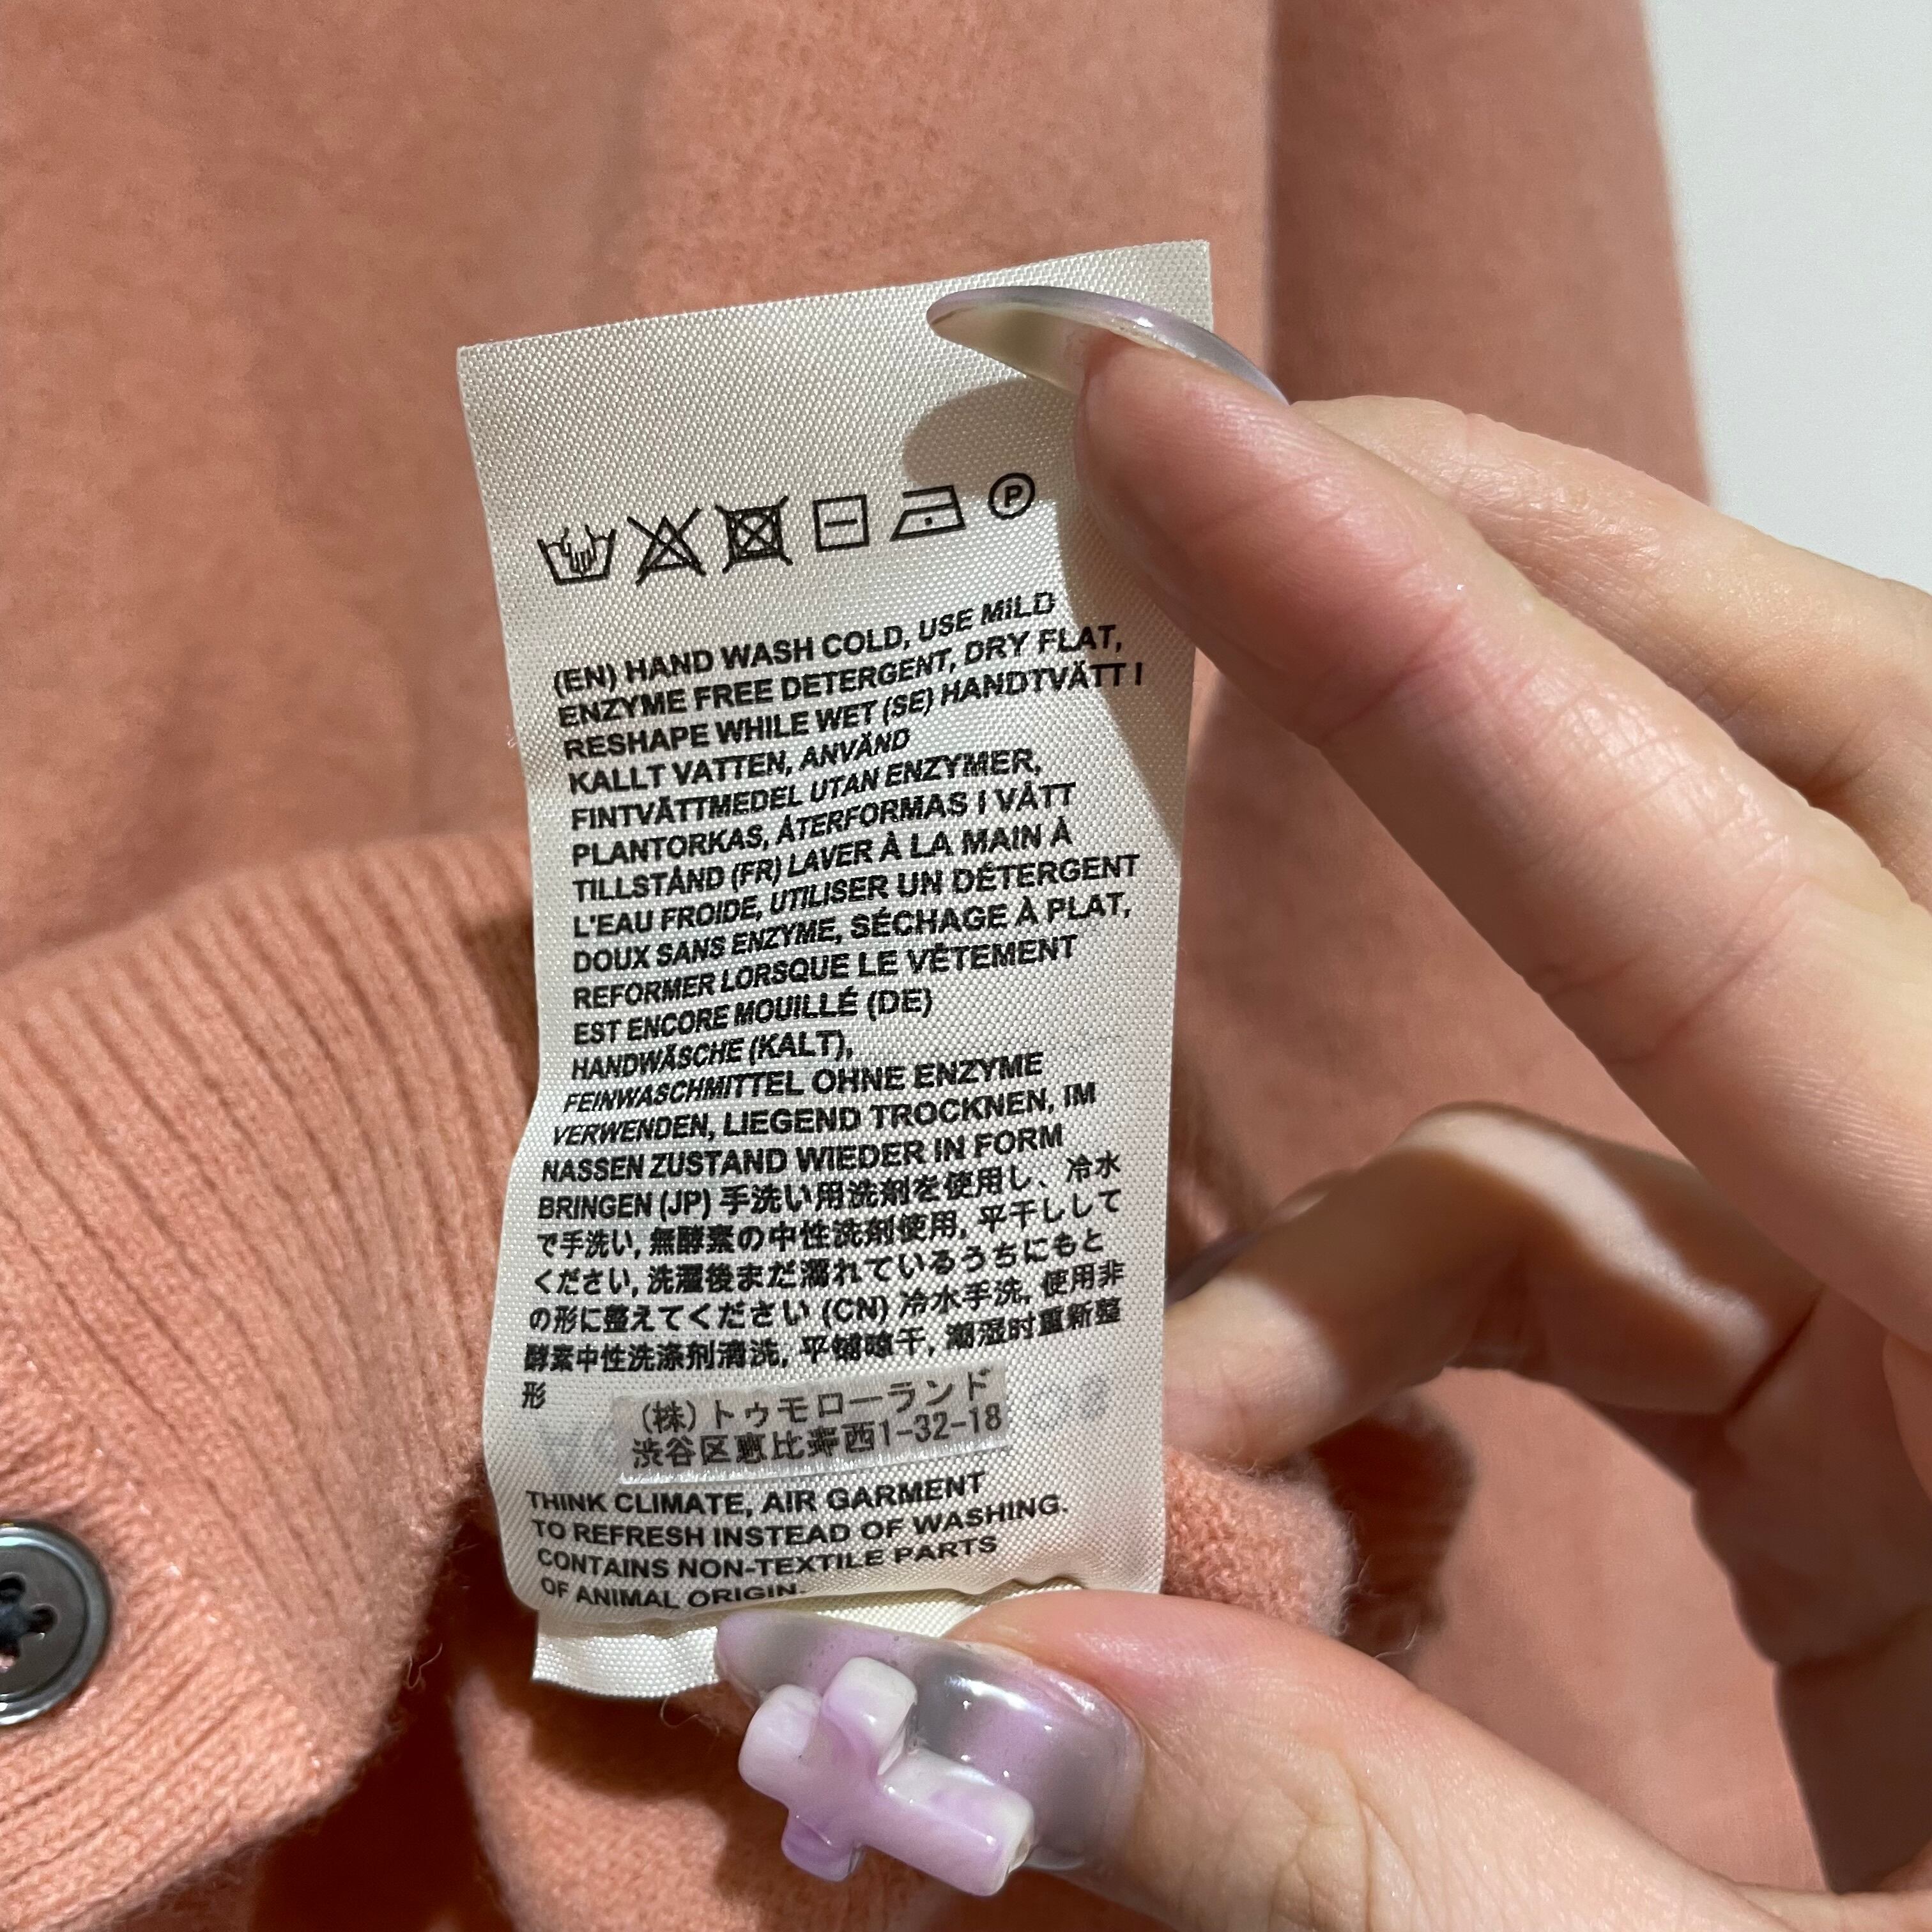 P
(EN) HAND WASH COLD, USE MILD
ENZYME FREE DETERGENT, DRY FLAT,
RESHAPE WHILE WET (SE) HANDTVÄTT I
KALLT VATTEN, ANVÄND
FINTVÄTTMEDEL UTAN ENZYMER,
PLANTORKAS, ÅTERFORMAS I VÅTT
TILLSTÅND (FR) LAVER À LA MAIN À
L'EAU FROIDE, UTILISER UN DÉTERGENT
DOUX SANS ENZYME, SÉCHAGE À PLAT,
REFORMER LORSQUE LE VÊTEMENT
EST ENCORE MOUILLÉ (DE)
HANDWÄSCHE (KALT),
FEINWASCHMITTEL OHNE ENZYME
VERWENDEN, LIEGEND TROCKNEN, IM
NASSEN ZUSTAND WIEDER IN FORM
BRINGEN (JP) 手洗い用洗剤を使用し、冷水
で手洗い, 無酵素の中性洗剤使用, 平干しして
ください, 洗濯後まだ濡れているうちにもと
の形に整えてください (CN) 冷水手洗, 使用非
酵素中性洗涤剂清洗, 平铺晾干, 潮湿时重新整
形
(株)トゥモローランド
渋谷区恵比寿西1-32-18
THINK CLIMATE, AIR GARMENT
TO REFRESH INSTEAD OF WASHING.
CONTAINS NON-TEXTILE PARTS
OF ANIMAL ORIGIN.